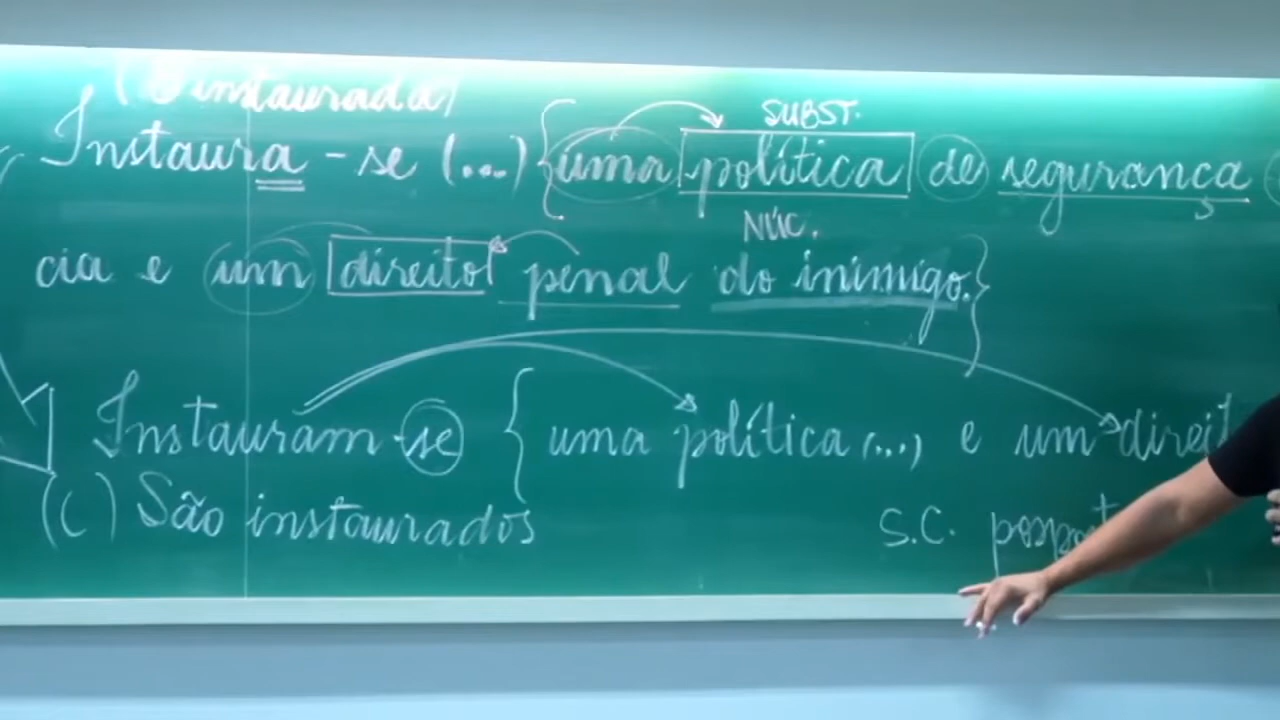 (É instaurada)
SUBST.
Instaura-se (...) {uma política de segurança
NÚC.
cia e um direito penal do inimigo.}
Instauram-se { uma política (...) e um direit
(C) São instaurados
S.C.